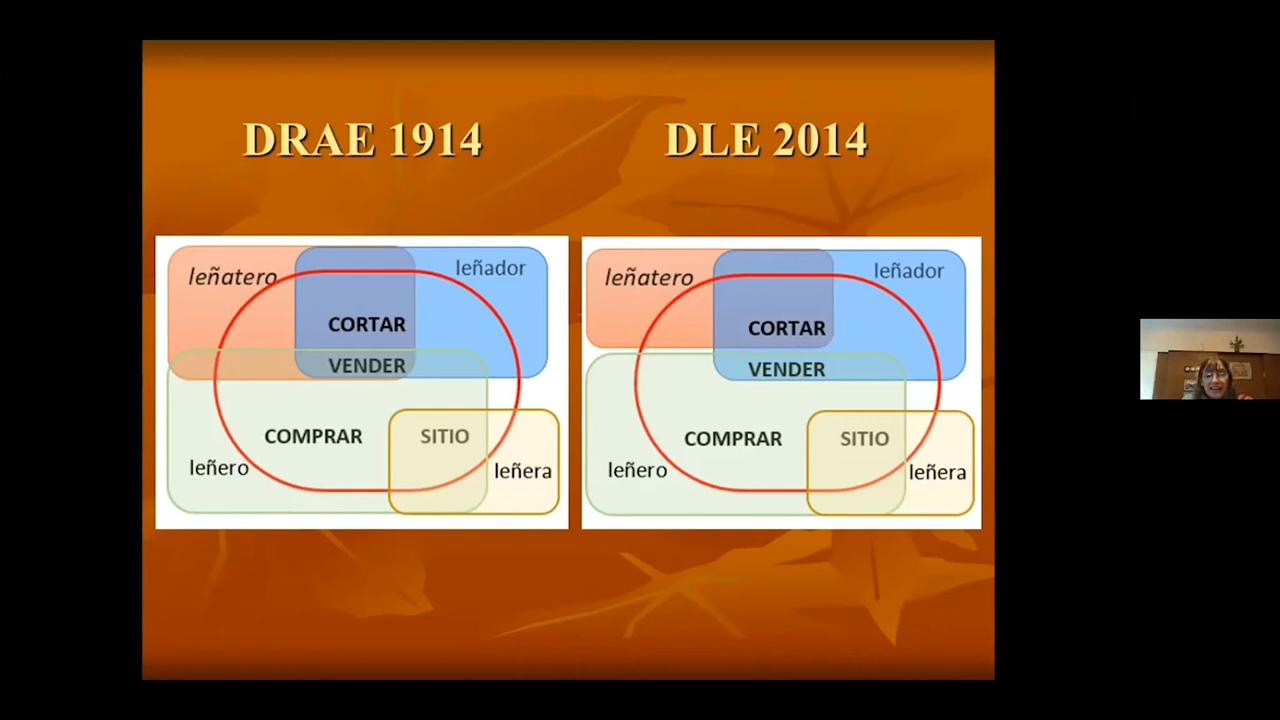 DRAE 1914
leñatero
leñador
CORTAR
VENDER
COMPRAR
SITIO
leñero
leñera
DLE 2014
leñatero
leñador
CORTAR
VENDER
COMPRAR
SITIO
leñero
leñera